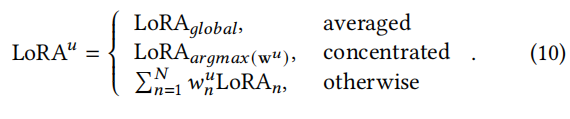 LoRA^u = { LoRA_global, averaged
LoRA_argmax(w^u), concentrated . (10)
∑_{n=1}^{N} w_n^u LoRA_n, otherwise